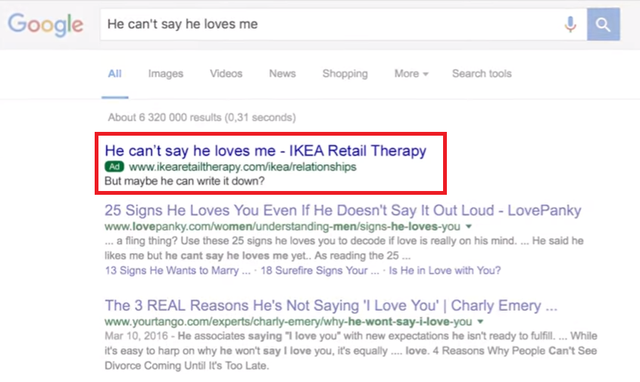 Google He can't say he loves me
All Images Videos News Shopping More Search tools
About 6 320 000 results (0,31 seconds)
He can't say he loves me - IKEA Retail Therapy
Ad www.ikearetailtherapy.com/ikea/relationships
But maybe he can write it down?
25 Signs He Loves You Even If He Doesn't Say It Out Loud - LovePanky
www.lovepanky.com/women/understanding-men/signs-he-loves-you
... a fling thing? Use these 25 signs he loves you to decode if love is really on his mind. ... He said he
likes me but he cant say he loves me yet.. As reading the 25 ...
13 Signs He Wants to Marry ... · 18 Surefire Signs Your ... · Is He in Love with You?
The 3 REAL Reasons He's Not Saying 'I Love You' | Charly Emery ...
www.yourtango.com/experts/charly-emery/why-he-wont-say-i-love-you
Mar 10, 2016 - He associates saying "I love you" with new expectations he isn't ready to fulfill. ... While
it's easy to harp on why he won't say I love you, it's equally .... love. 4 Reasons Why People Can't See
Divorce Coming Until It's Too Late.